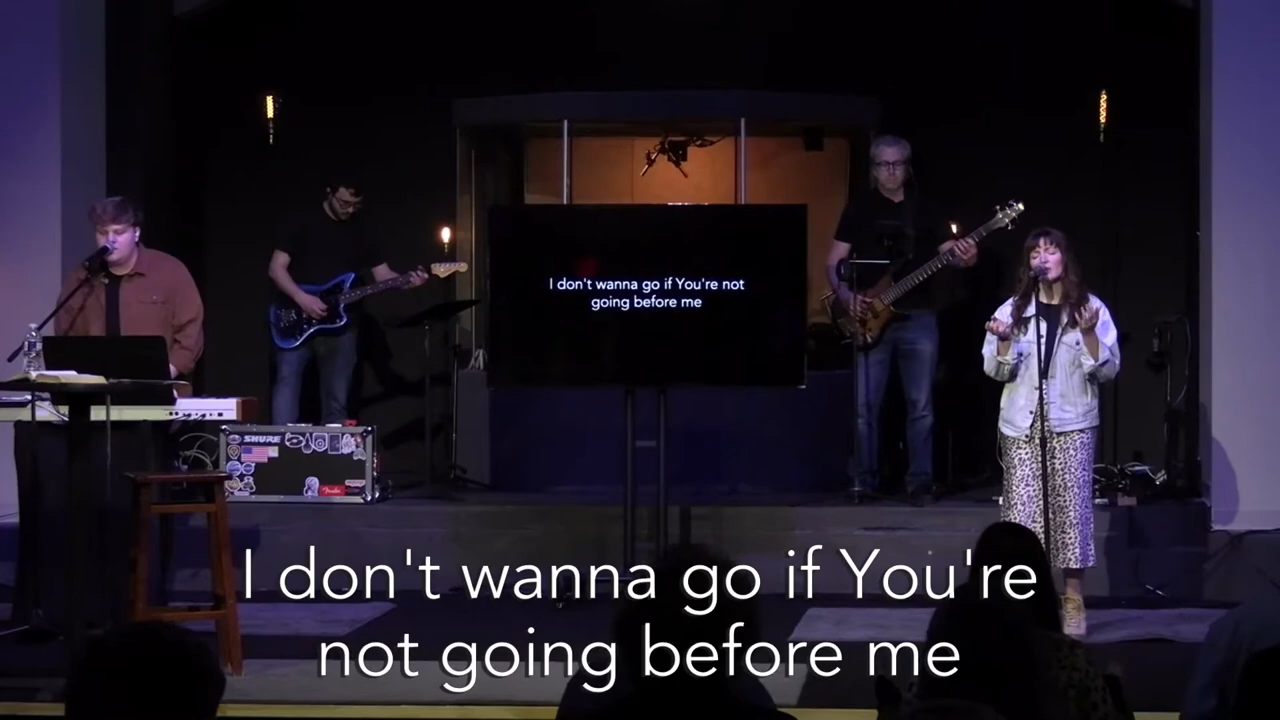 I don't wanna go if You're not
going before me
SHURE
Fender
I don't wanna go if You're
not going before me